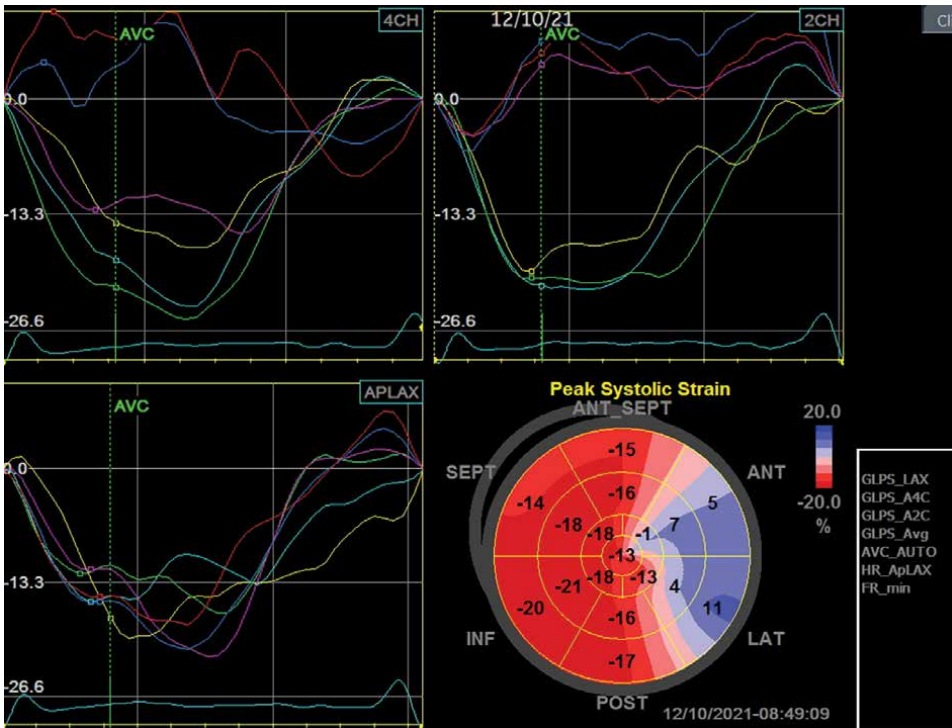 4CH
AVC
0.0
-13.3
-26.6
12/10/21
2CH
AVC
0.0
-13.3
-26.6
Cl
APLAX
AVC
0.0
-13.3
-26.6
Peak Systolic Strain
ANT_SEPT
SEPT
ANT
INF
LAT
POST
-15
-16
-14
-18
-18
-1
7
5
-13
-20
-21
-18
-13
4
11
-16
-17
20.0
-20.0
%
12/10/2021-08:49:09
GLPS_LAX
GLPS_A4C
GLPS_A2C
GLPS_Avg
AVC_AUTO
HR_ApLAX
FR_min